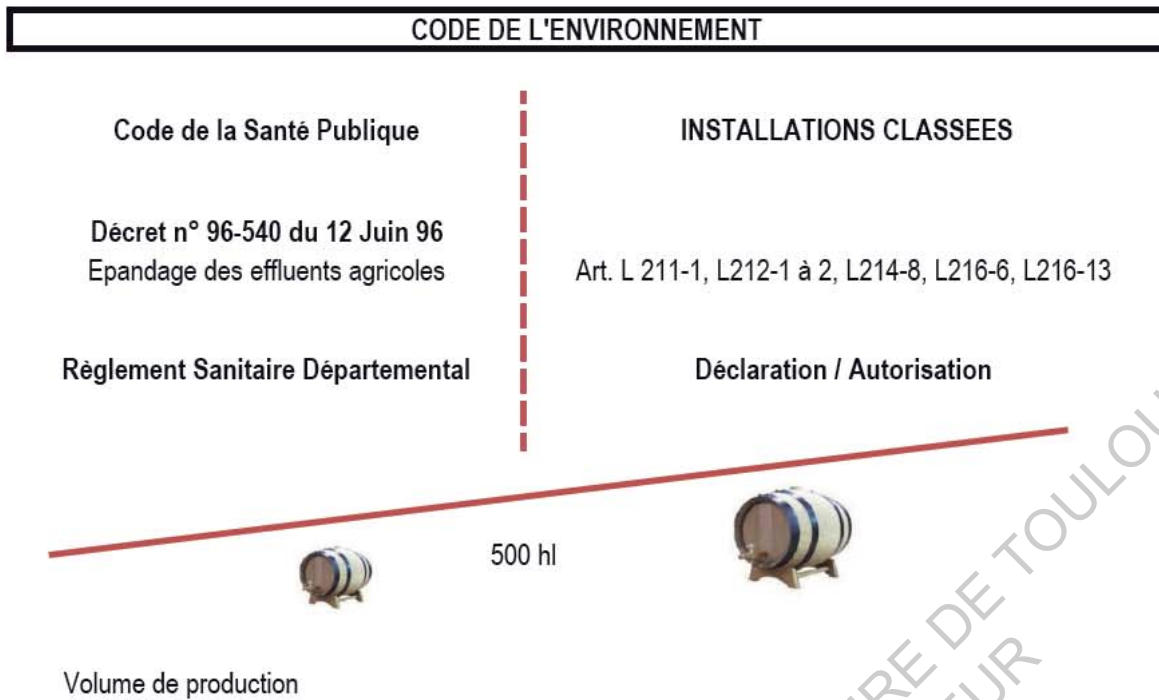 CODE DE L'ENVIRONNEMENT
Code de la Santé Publique
Décret n° 96-540 du 12 Juin 96
Epandage des effluents agricoles
Règlement Sanitaire Départemental
INSTALLATIONS CLASSEES
Art. L 211-1, L212-1 à 2, L214-8, L216-6, L216-13
Déclaration / Autorisation
500 hl
Volume de production